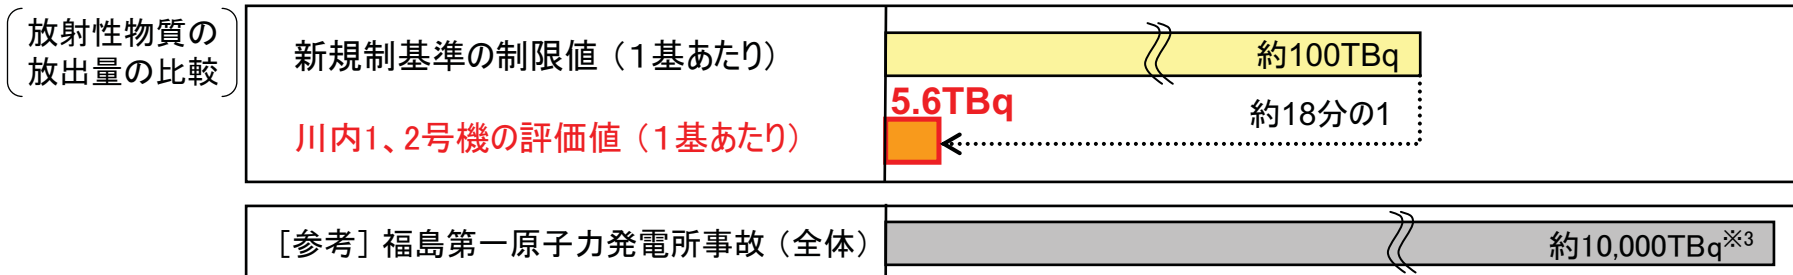 放射性物質の
放出量の比較
新規制基準の制限値（１基あたり）
約100TBq
5.6TBq
約18分の1
川内1、2号機の評価値（１基あたり）
［参考］福島第一原子力発電所事故（全体）
約10,000TBq※3